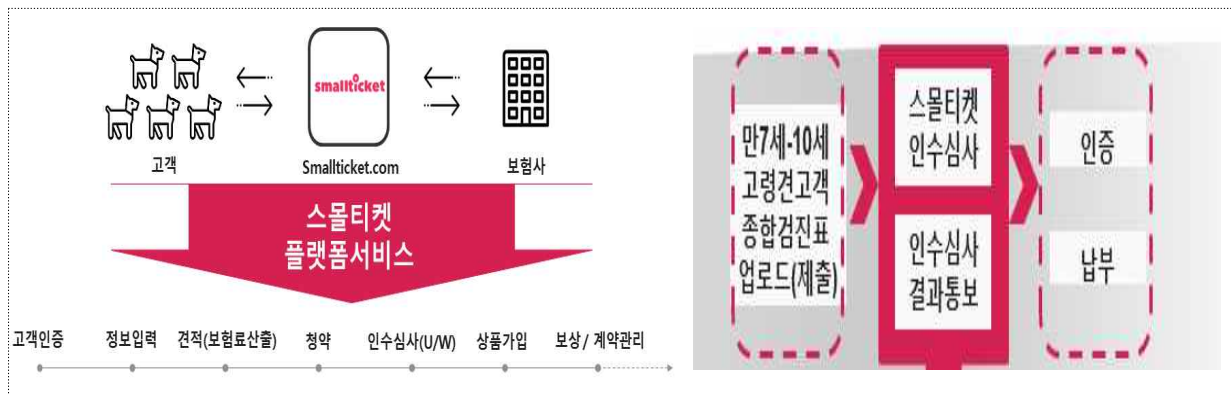 smallticket
고객
Smallticket.com
보험사
스몰티켓
플랫폼서비스
고객인증
정보입력
견적(보험료산출)
청약
인수심사(U/W)
상품가입
보상/ 계약관리
만7세-10세
고령견고객
종합검진표
업로드(제출)
스몰티켓
인수심사
인수심사
결과통보
인증
납부